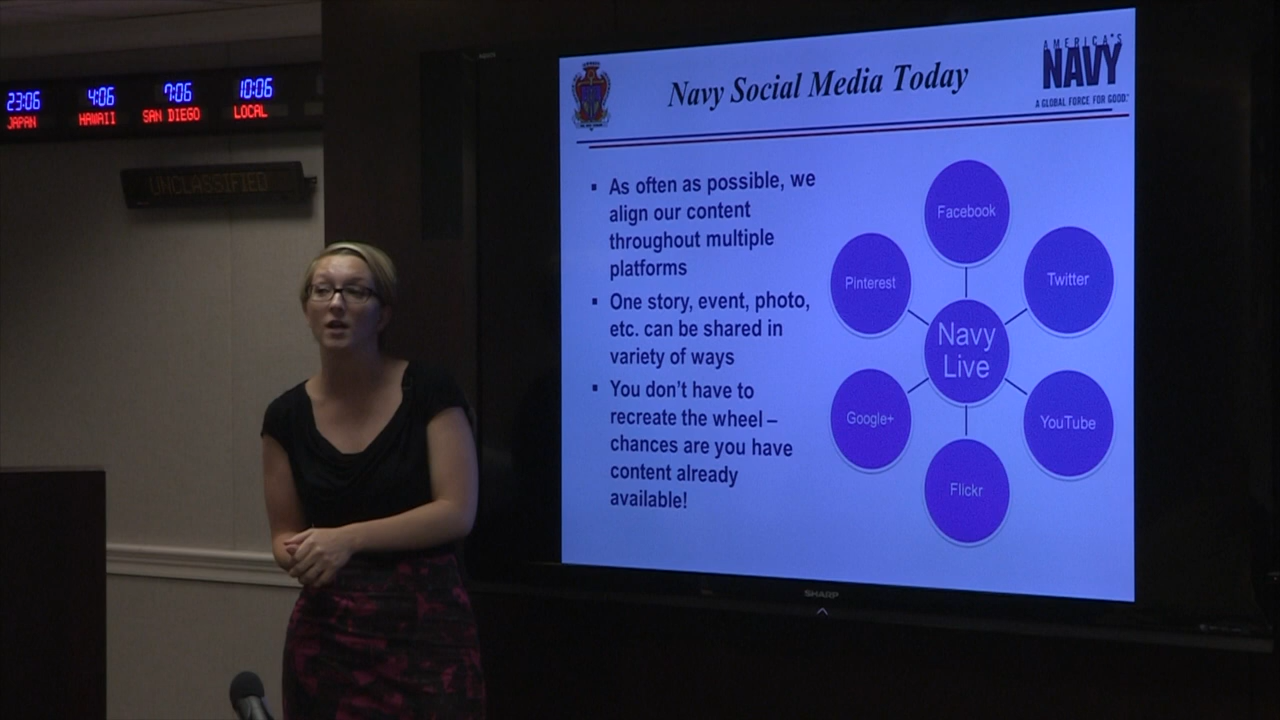 23:06 4:06 7:06 10:06
JAPAN HAWAII SAN DIEGO LOCAL
UNCLASSIFIED
Navy Social Media Today
AMERICA'S
NAVY
A GLOBAL FORCE FOR GOOD.™
▪ As often as possible, we
align our content
throughout multiple
platforms
▪ One story, event, photo,
etc. can be shared in
variety of ways
▪ You don't have to
recreate the wheel –
chances are you have
content already
available!
Facebook
Pinterest
Twitter
Navy
Live
Google+
YouTube
Flickr
SHARP